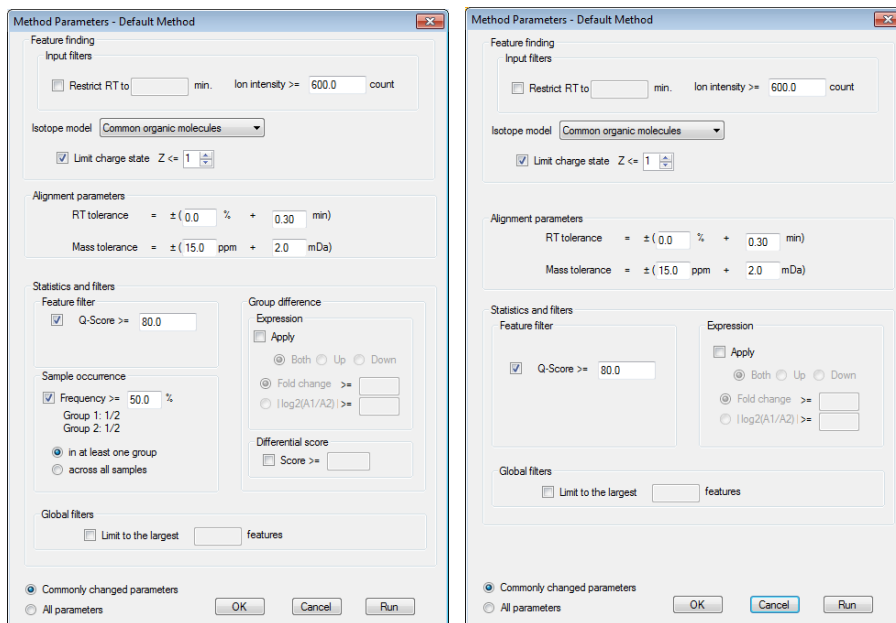 Method Parameters - Default Method
Feature finding
Input filters
Restrict RT to min. Ion intensity >= 600.0 count
Isotope model Common organic molecules
Limit charge state Z <= 1
Alignment parameters
RT tolerance = ± ( 0.0 % + 0.30 min)
Mass tolerance = ± ( 15.0 ppm + 2.0 mDa)
Statistics and filters
Feature filter
Q-Score >= 80.0
Sample occurrence
Frequency >= 50.0 %
Group 1: 1/2
Group 2: 1/2
in at least one group
across all samples
Group difference
Expression
Apply
Both Up Down
Fold change >=
| log2(A1/A2) | >=
Differential score
Score >=
Global filters
Limit to the largest features
Commonly changed parameters
All parameters
OK Cancel Run
Method Parameters - Default Method
Feature finding
Input filters
Restrict RT to min. Ion intensity >= 600.0 count
Isotope model Common organic molecules
Limit charge state Z <= 1
Alignment parameters
RT tolerance = ± ( 0.0 % + 0.30 min)
Mass tolerance = ± ( 15.0 ppm + 2.0 mDa)
Statistics and filters
Feature filter
Q-Score >= 80.0
Expression
Apply
Both Up Down
Fold change >=
| log2(A1/A2) | >=
Global filters
Limit to the largest features
Commonly changed parameters
All parameters
OK Cancel Run